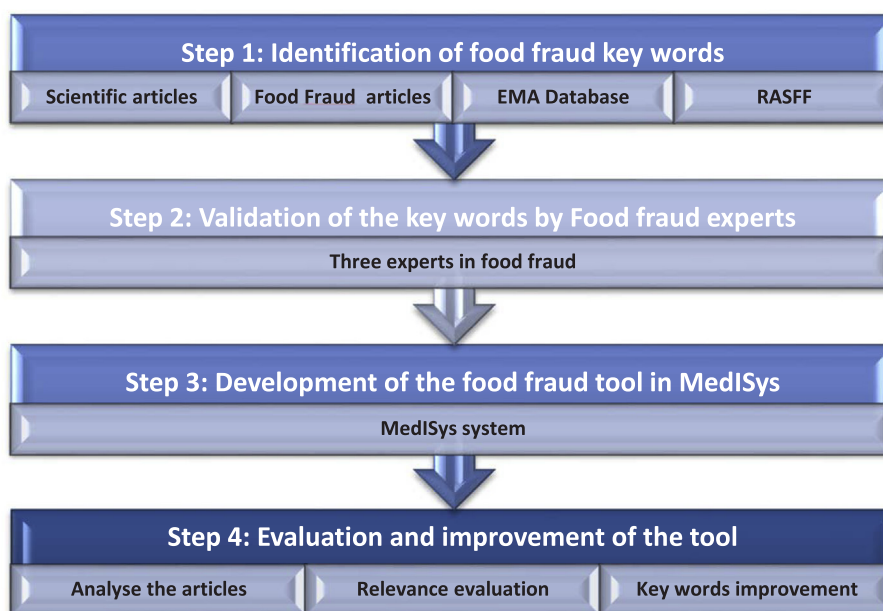 Step 1: Identification of food fraud key words
Scientific articles Food Fraud articles EMA Database RASFF
Step 2: Validation of the key words by Food fraud experts
Three experts in food fraud
Step 3: Development of the food fraud tool in MedISys
MedISys system
Step 4: Evaluation and improvement of the tool
Analyse the articles Relevance evaluation Key words improvement